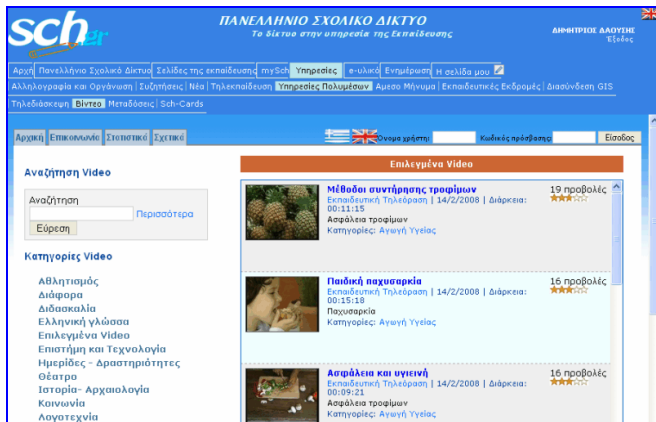 sch.gr
ΠΑΝΕΛΛΗΝΙΟ ΣΧΟΛΙΚΟ ΔΙΚΤΥΟ
Το δίκτυο στην υπηρεσία της Εκπαίδευσης
ΔΗΜΗΤΡΙΟΣ ΔΑΟΥΣΗΣ
Έξοδος
Αρχή Πανελλήνιο Σχολικό Δίκτυο Σελίδες της εκπαίδευσης mySch Υπηρεσίες e-υλικό Ενημέρωση Η σελίδα μου
Αλληλογραφία και Οργάνωση | Συζητήσεις | Νέα | Τηλεκπαίδευση Υπηρεσίες Πολυμέσων Αμεσο Μήνυμα | Εκπαιδευτικές Εκδρομές | Διασύνδεση GIS
Τηλεδιάσκεψη Βίντεο Μεταδόσεις | Sch-Cards
Αρχική Επικοινωνία Στατιστικά Σχετικά
Όνομα χρήστη: Κωδικός πρόσβασης: Είσοδος
Αναζήτηση Video
Αναζήτηση
Περισσότερα
Εύρεση
Κατηγορίες Video
Αθλητισμός
Διάφορα
Διδασκαλία
Ελληνική γλώσσα
Επιλεγμένα Video
Επιστήμη και Τεχνολογία
Ημερίδες - Δραστηριότητες
Θέατρο
Ιστορία- Αρχαιολογία
Κοινωνία
Λογοτεχνία
Επιλεγμένα Video
Μέθοδοι συντήρησης τροφίμων
19 προβολές
Εκπαιδευτική Τηλεόραση | 14/2/2008 | Διάρκεια:
00:11:15
Ασφάλεια τροφίμων
Κατηγορίες: Αγωγή Υγείας
Παιδική παχυσαρκία
16 προβολές
Εκπαιδευτική Τηλεόραση | 14/2/2008 | Διάρκεια:
00:15:18
Παχυσαρκία
Κατηγορίες: Αγωγή Υγείας
Ασφάλεια και υγιεινή
16 προβολές
Εκπαιδευτική Τηλεόραση | 14/2/2008 | Διάρκεια:
00:09:21
Ασφάλεια τροφίμων
Κατηγορίες: Αγωγή Υγείας